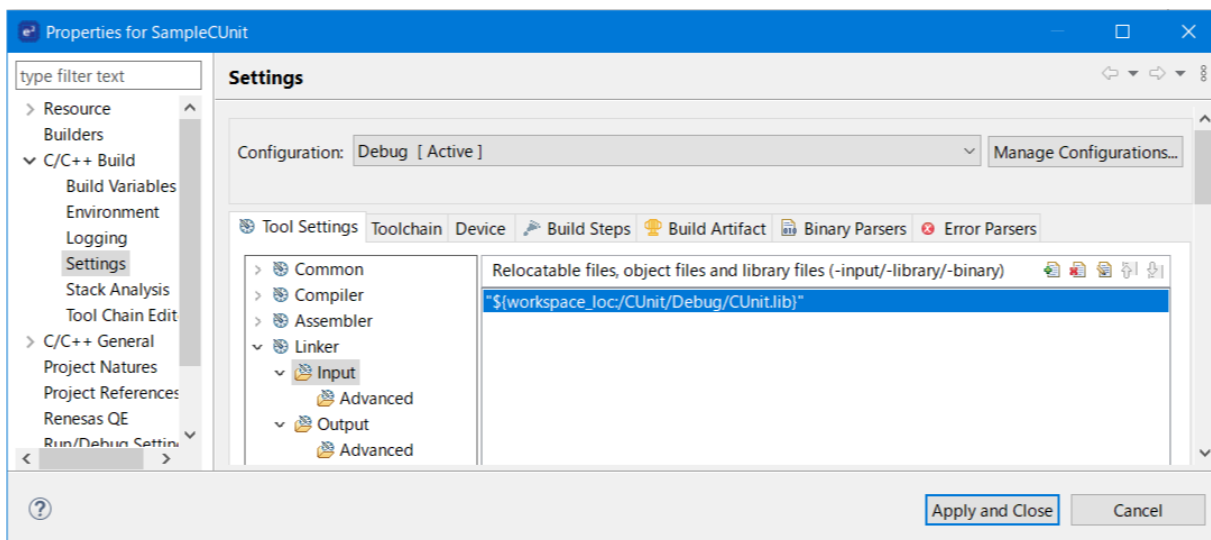 Properties for SampleCUnit
type filter text
Resource
Builders
C/C++ Build
Build Variables
Environment
Logging
Settings
Stack Analysis
Tool Chain Edit
C/C++ General
Project Natures
Project References
Renesas QE
Run/Debug Settin
Settings
Configuration: Debug [ Active ]
Manage Configurations...
Tool Settings Toolchain Device Build Steps Build Artifact Binary Parsers Error Parsers
Common
Compiler
Assembler
Linker
Input
Advanced
Output
Advanced
Relocatable files, object files and library files (-input/-library/-binary)
"${workspace_loc:/CUnit/Debug/CUnit.lib}"
Apply and Close
Cancel